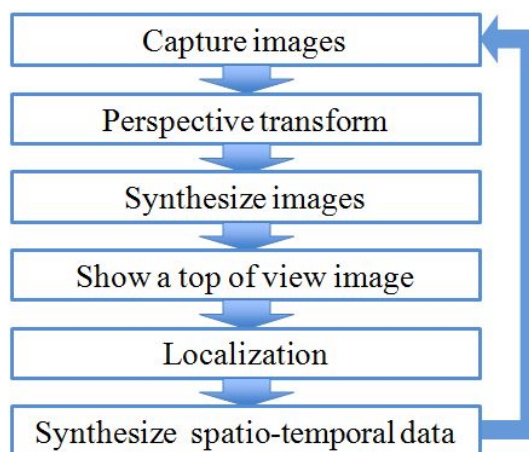 Capture images
Perspective transform
Synthesize images
Show a top of view image
Localization
Synthesize spatio-temporal data